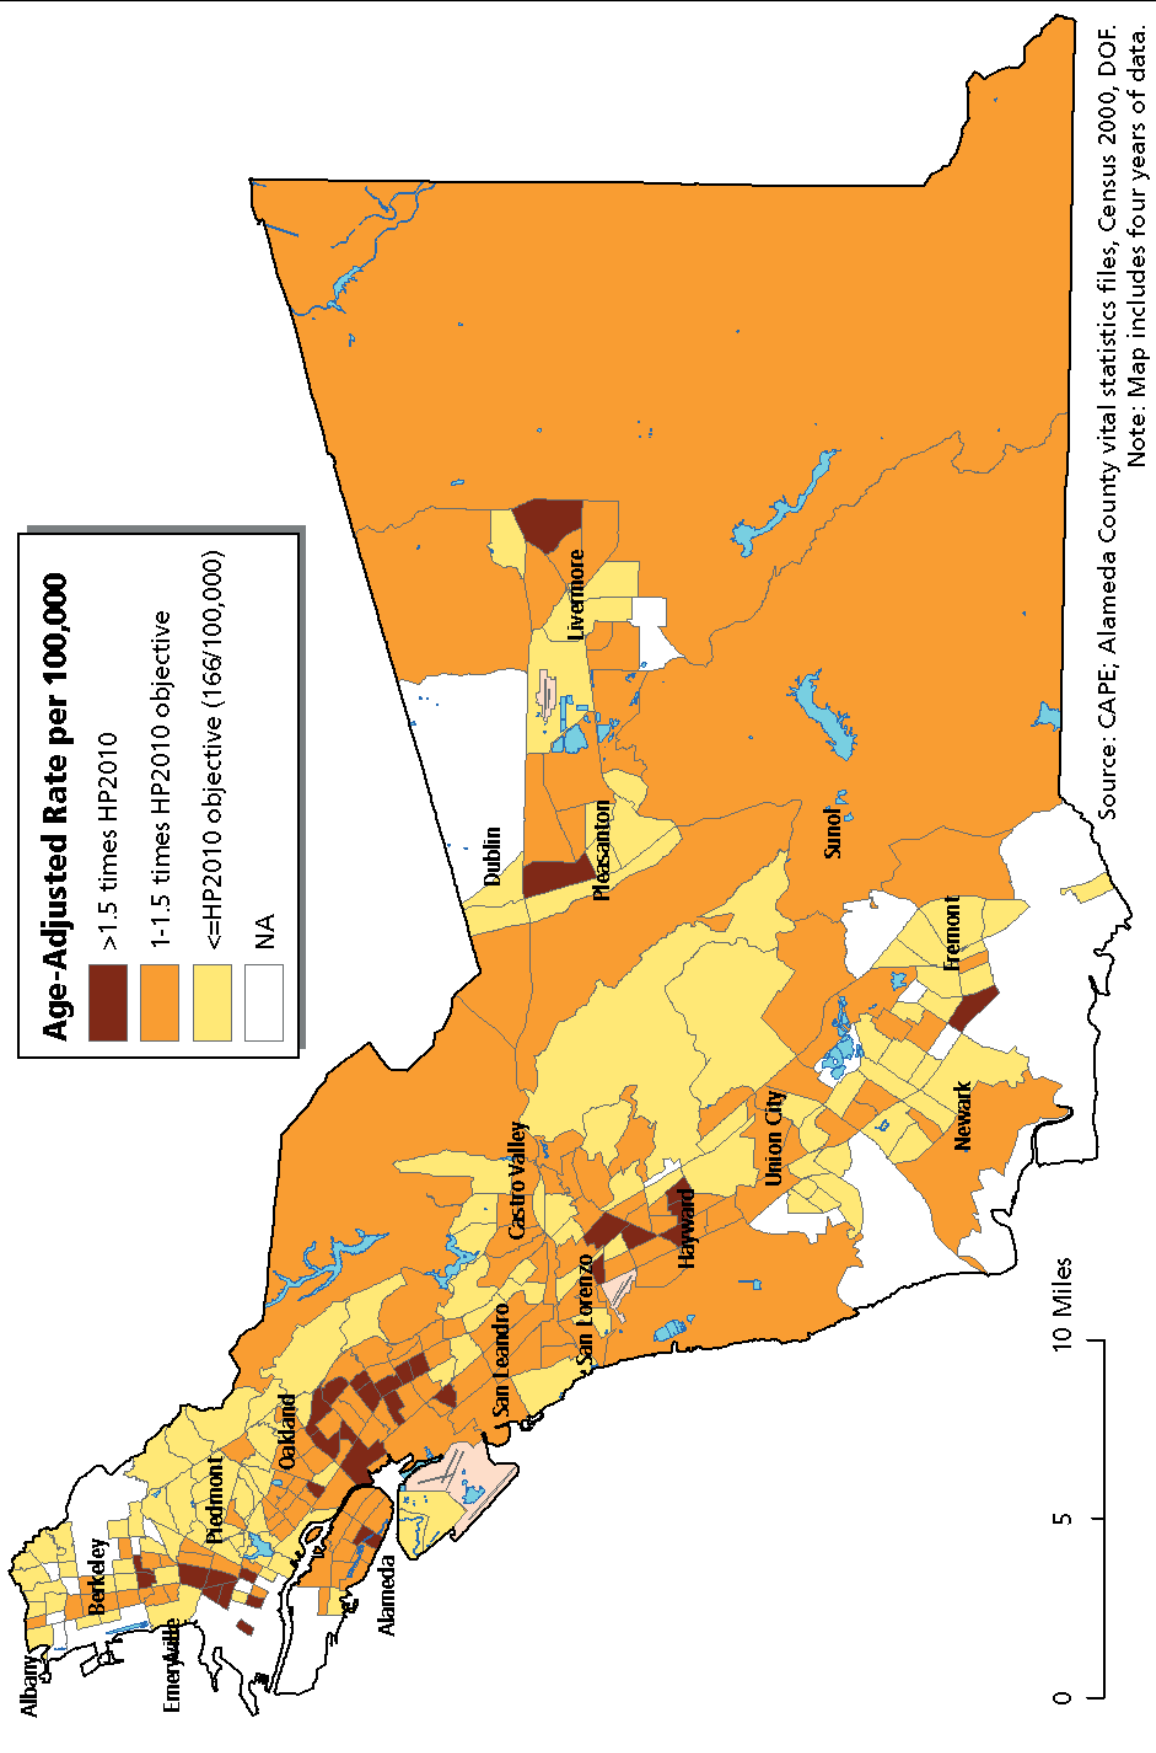 Age-Adjusted Rate per 100,000
>1.5 times HP2010
1-1.5 times HP2010 objective
<=HP2010 objective (166/100,000)
NA
Albany
Berkeley
Emeryville
Piedmont
Oakland
Alameda
San Leandro
Castro Valley
San Lorenzo
Hayward
Dublin
Pleasanton
Livermore
Sunol
Union City
Fremont
Newark
0 5 10 Miles
Source: CAPE; Alameda County vital statistics files, Census 2000, DOF.
Note: Map includes four years of data.